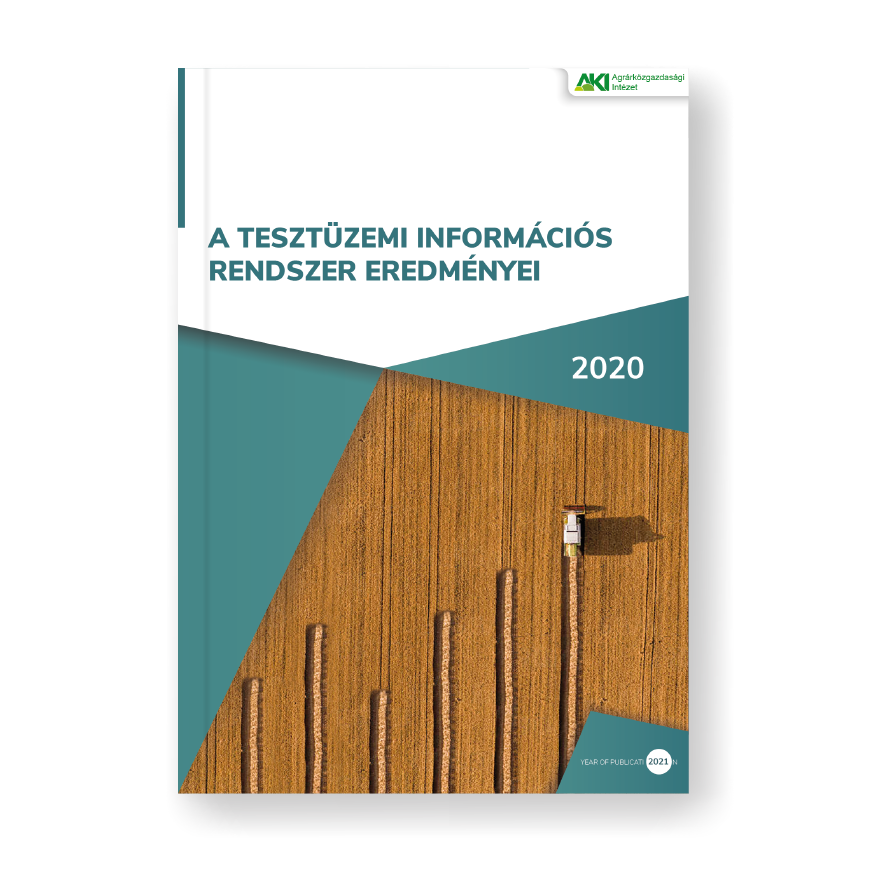 AKI Agrárközgazdasági
Intézet
A TESZTÜZEMI INFORMÁCIÓS
RENDSZER EREDMÉNYEI
2020
YEAR OF PUBLICATI 2021 N